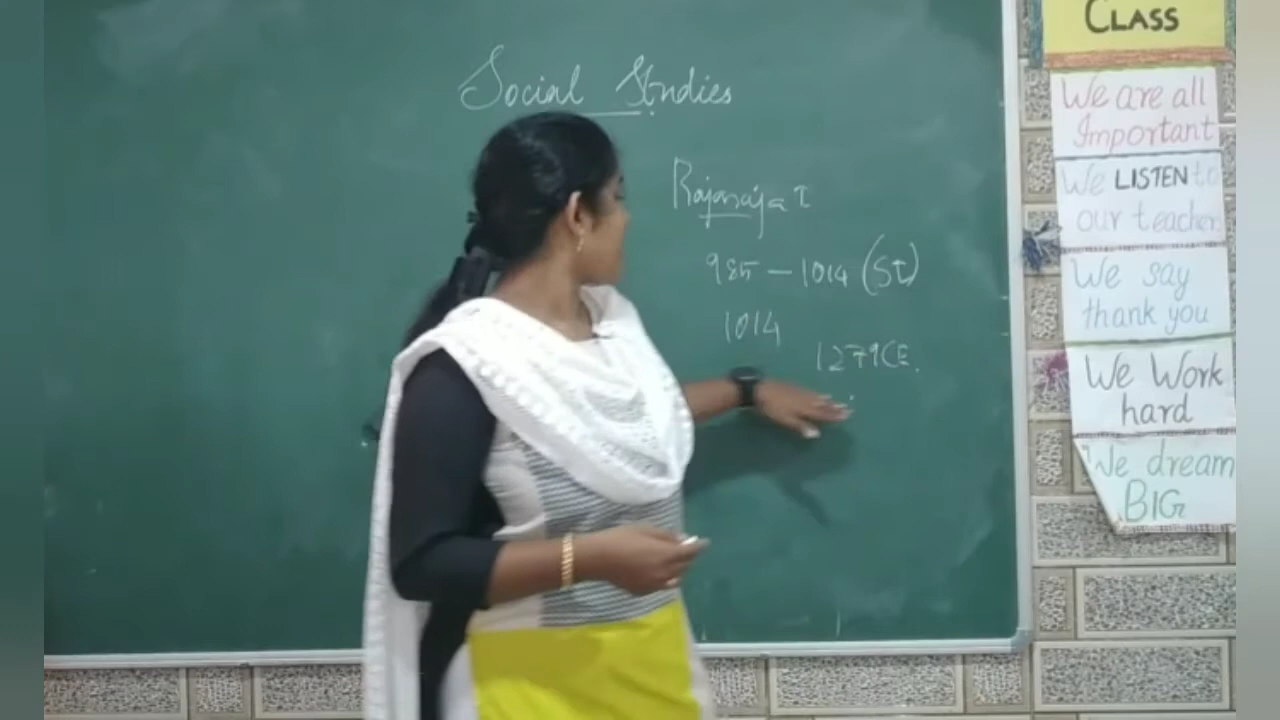 Social Studies
Rajaraja I
985 – 1014 (SI)
1014
1279CE.
CLASS
We are all
Important
We LISTEN to
our teacher
We say
thank you
We Work
hard
We dream
BIG